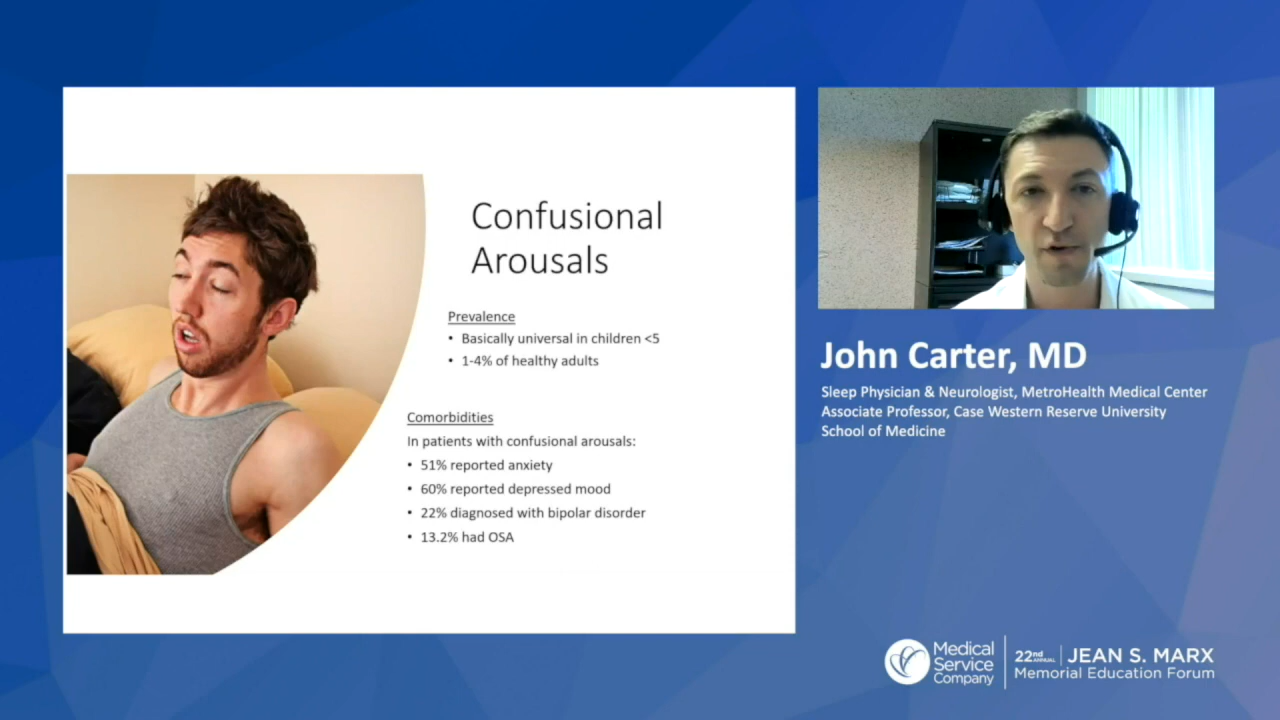 Confusional
Arousals
Prevalence
• Basically universal in children <5
• 1-4% of healthy adults
Comorbidities
In patients with confusional arousals:
• 51% reported anxiety
• 60% reported depressed mood
• 22% diagnosed with bipolar disorder
• 13.2% had OSA
John Carter, MD
Sleep Physician & Neurologist, MetroHealth Medical Center
Associate Professor, Case Western Reserve University
School of Medicine
Medical
Service
Company
22nd ANNUAL | JEAN S. MARX
Memorial Education Forum